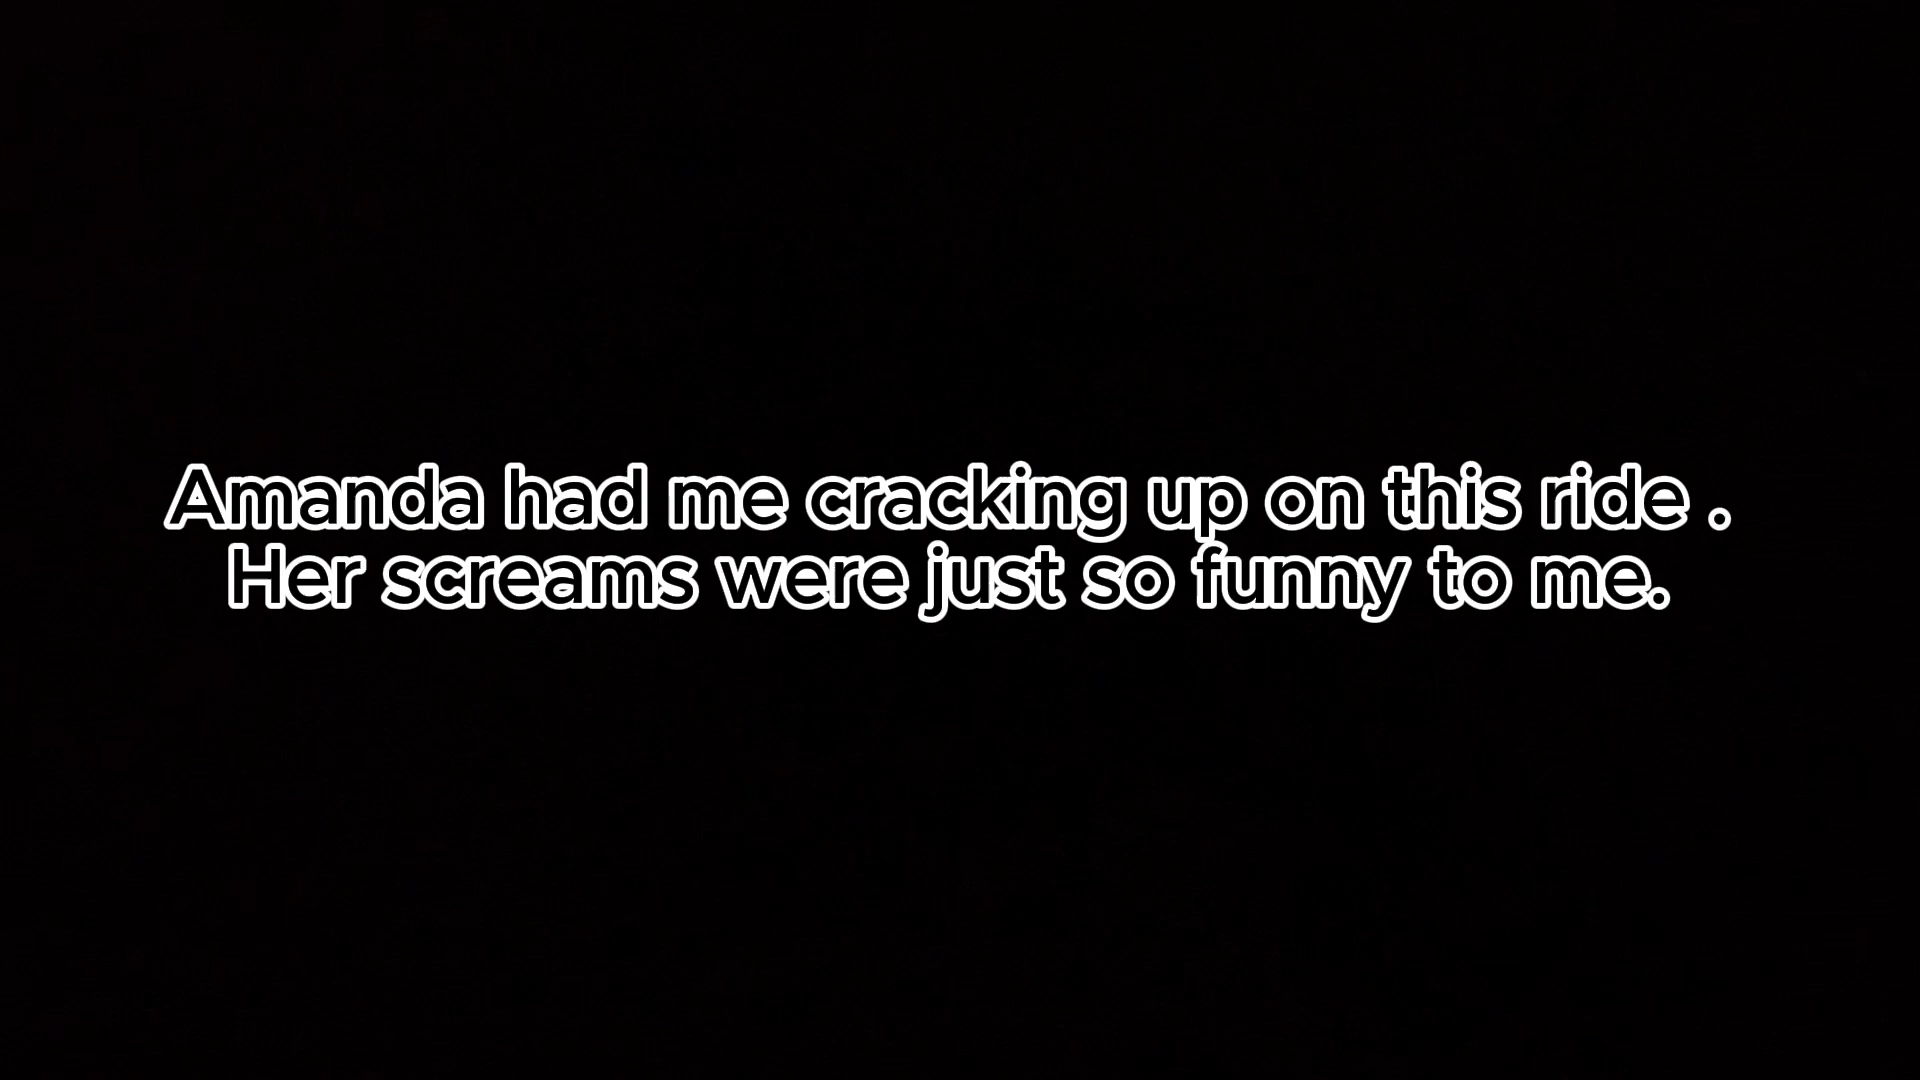 Amanda had me cracking up on this ride .
Her screams were just so funny to me.